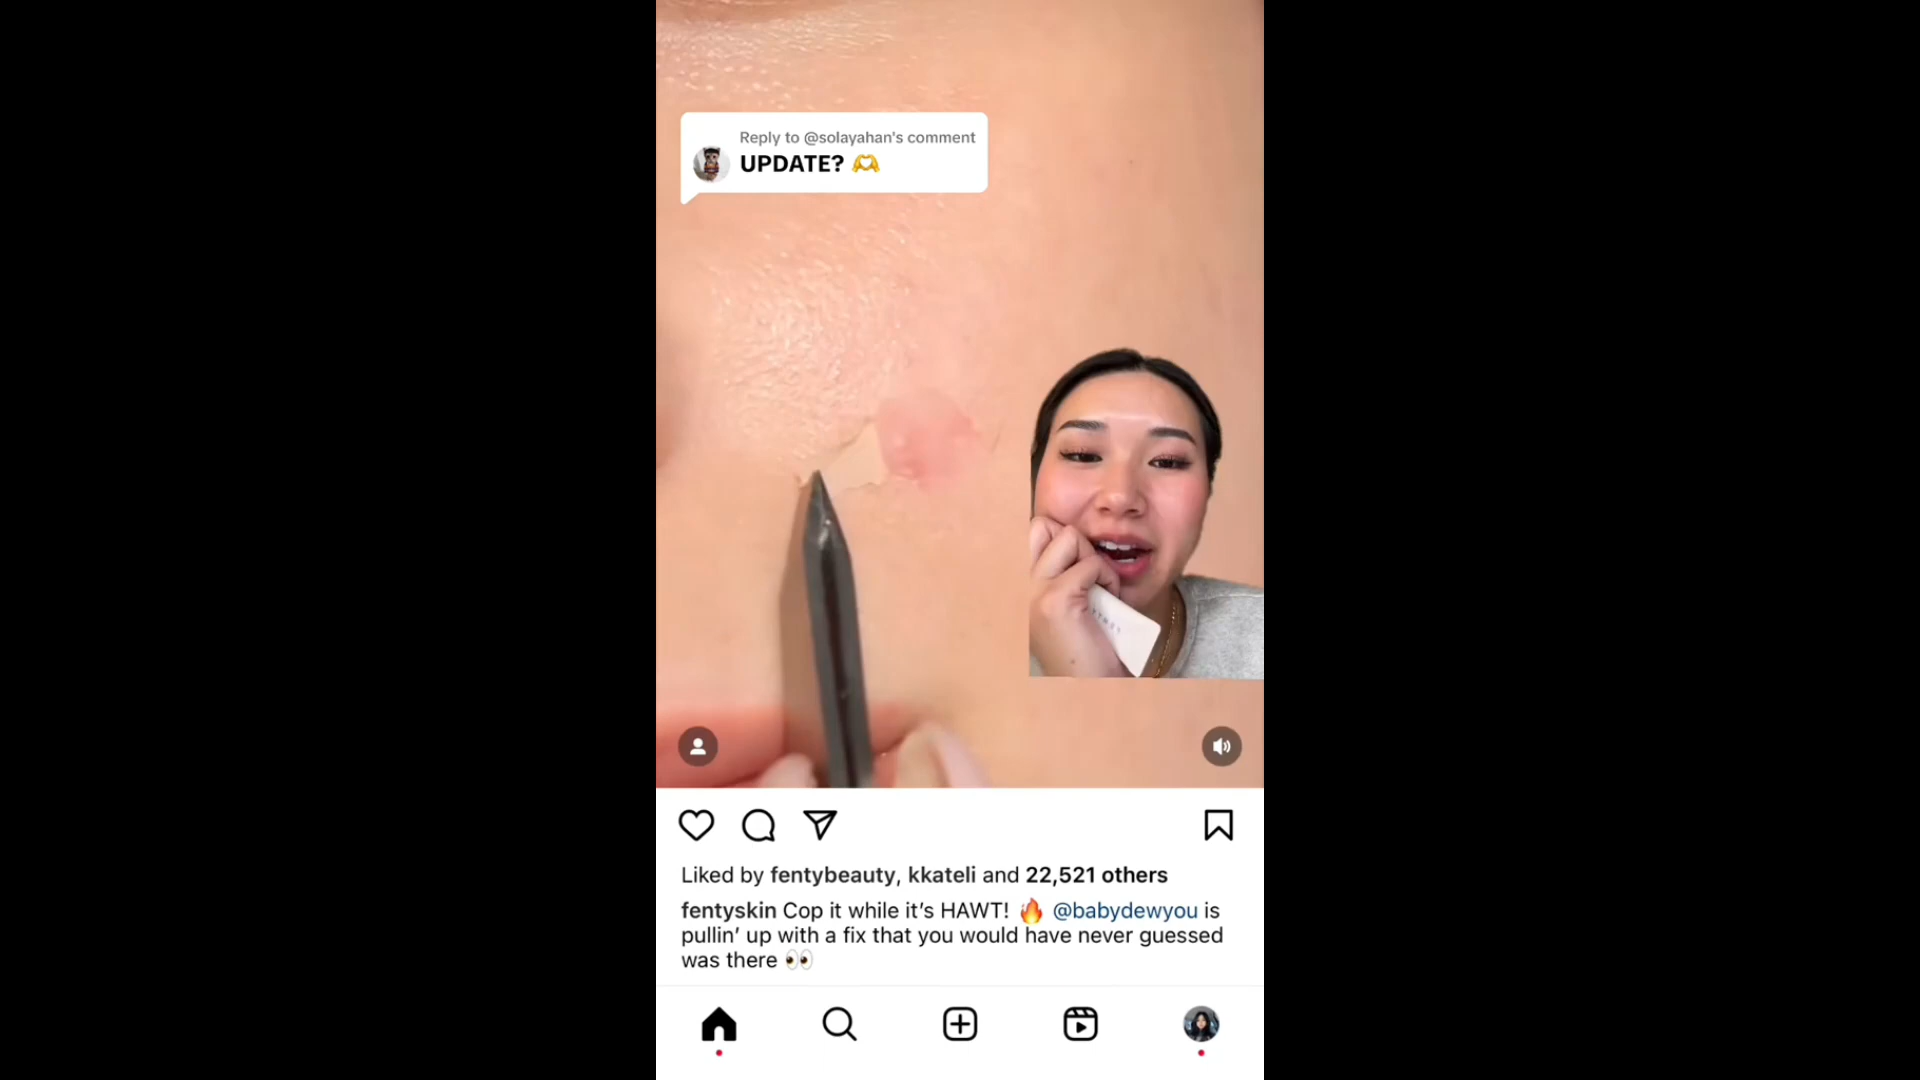 Reply to @solayahan's comment
UPDATE? 🫶
Liked by fentybeauty, kkateli and 22,521 others
fentyskin Cop it while it’s HAWT! 🔥 @babydewyou is
pullin’ up with a fix that you would have never guessed
was there 👀